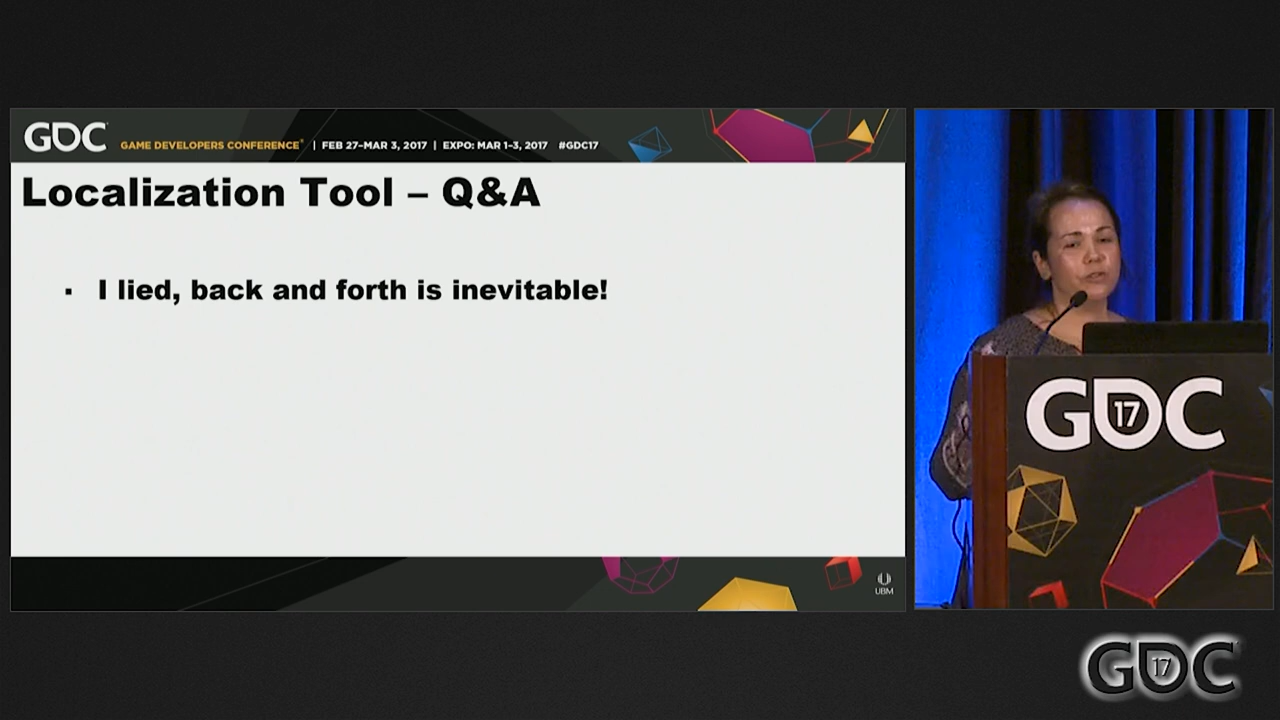 GDC GAME DEVELOPERS CONFERENCE® | FEB 27–MAR 3, 2017 | EXPO: MAR 1–3, 2017 #GDC17
Localization Tool – Q&A
▪ I lied, back and forth is inevitable!
UBM
GDC 17
GDC 17